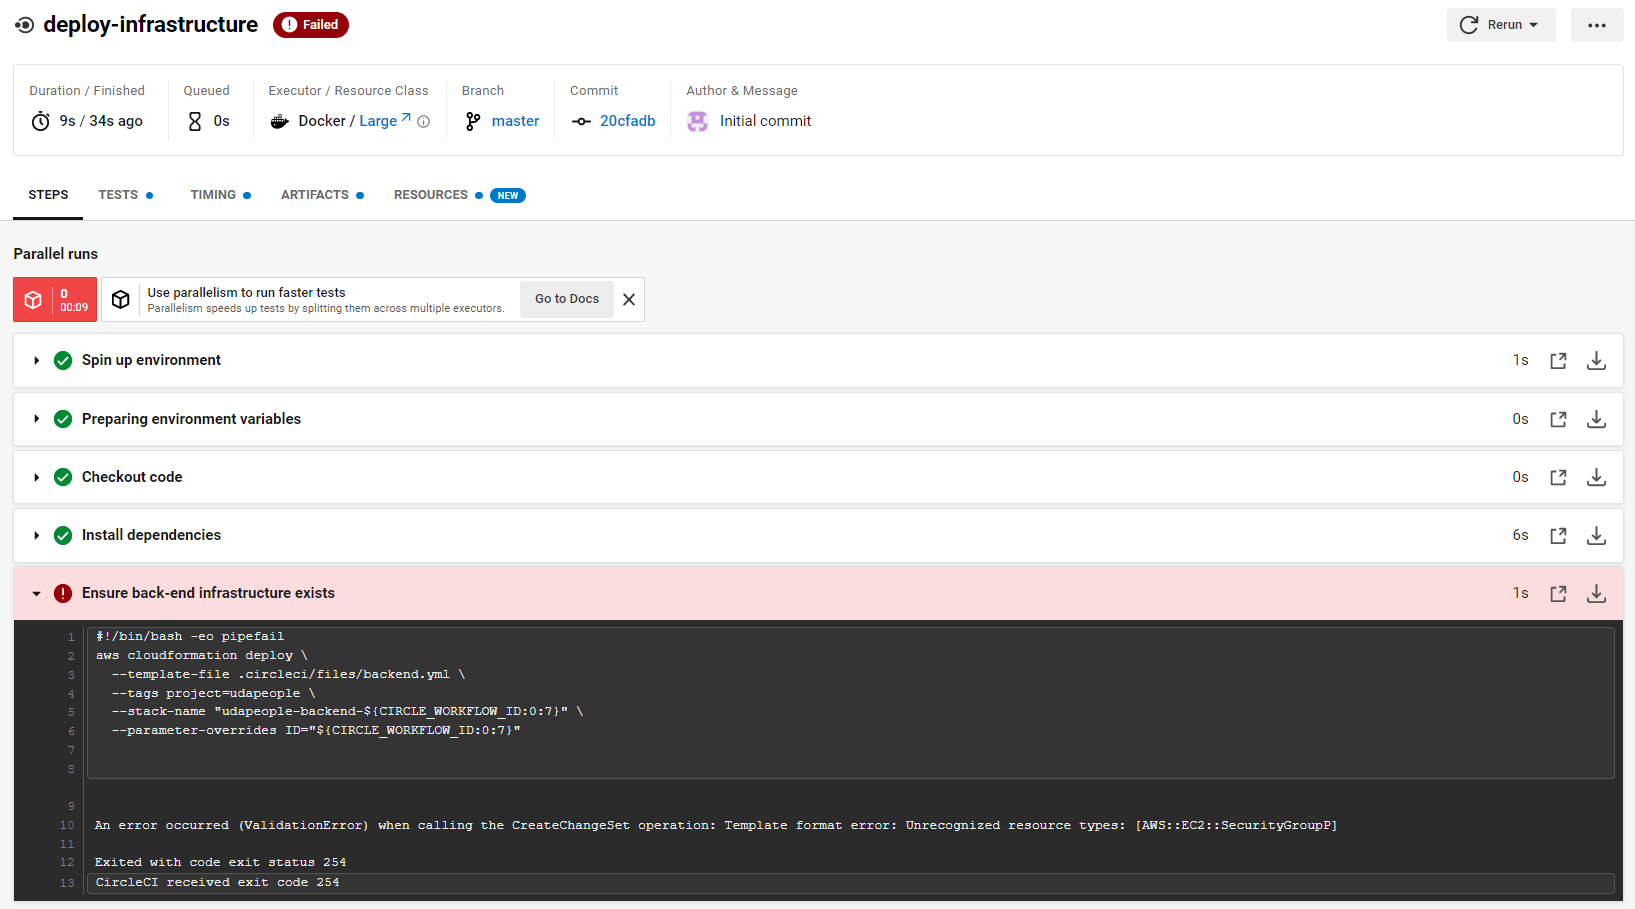 deploy-infrastructure
Failed
Rerun
Duration / Finished
9s / 34s ago
Queued
0s
Executor / Resource Class
Docker / Large
Branch
master
Commit
20cfadb
Author & Message
Initial commit
STEPS
TESTS
TIMING
ARTIFACTS
RESOURCES
NEW
Parallel runs
0
00:09
Use parallelism to run faster tests
Parallelism speeds up tests by splitting them across multiple executors.
Go to Docs
Spin up environment
1s
Preparing environment variables
0s
Checkout code
0s
Install dependencies
6s
Ensure back-end infrastructure exists
1s
1 #!/bin/bash -eo pipefail
2 aws cloudformation deploy \
3 --template-file .circleci/files/backend.yml \
4 --tags project=udapeople \
5 --stack-name "udapeople-backend-${CIRCLE_WORKFLOW_ID:0:7}" \
6 --parameter-overrides ID="${CIRCLE_WORKFLOW_ID:0:7}"
7
8
9
10 An error occurred (ValidationError) when calling the CreateChangeSet operation: Template format error: Unrecognized resource types: [AWS::EC2::SecurityGroupP]
11
12 Exited with code exit status 254
13 CircleCI received exit code 254